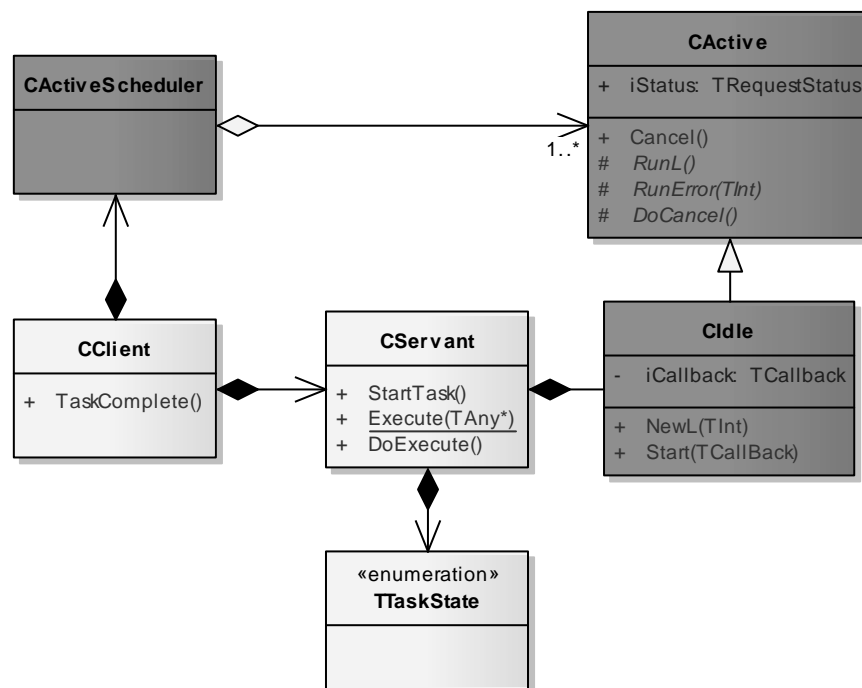 CActiveScheduler
CActive
+ iStatus: TRequestStatus
+ Cancel()
# RunL()
# RunError(TInt)
# DoCancel()
1..*
CClient
+ TaskComplete()
CServant
+ StartTask()
+ Execute(TAny*)
+ DoExecute()
CIdle
- iCallback: TCallback
+ NewL(TInt)
+ Start(TCallBack)
«enumeration»
TTaskState